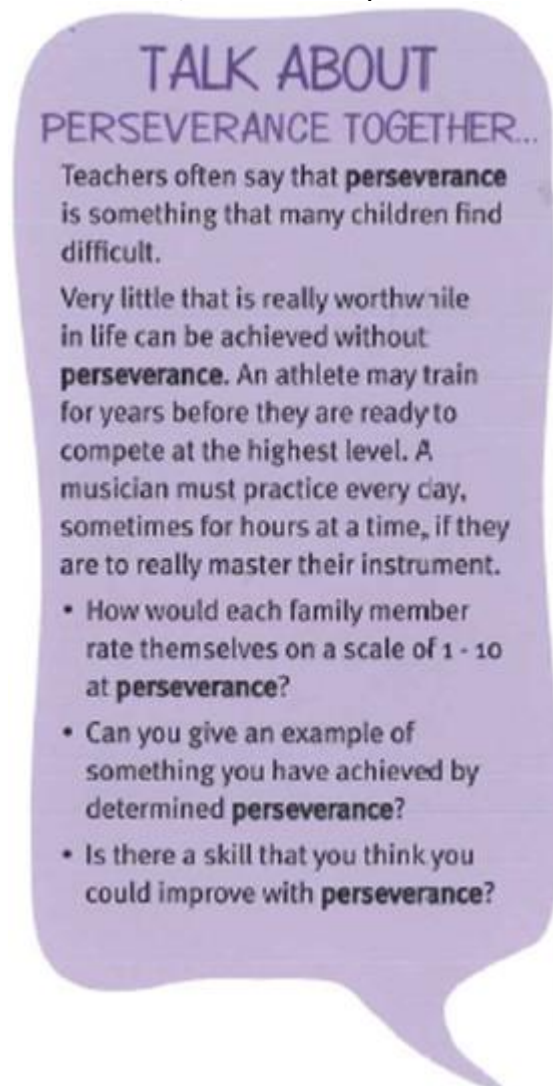 TALK ABOUT
PERSEVERANCE TOGETHER...
Teachers often say that perseverance
is something that many children find
difficult.
Very little that is really worthwhile
in life can be achieved without
perseverance. An athlete may train
for years before they are ready to
compete at the highest level. A
musician must practice every day,
sometimes for hours at a time, if they
are to really master their instrument.
• How would each family member
rate themselves on a scale of 1 - 10
at perseverance?
• Can you give an example of
something you have achieved by
determined perseverance?
• Is there a skill that you think you
could improve with perseverance?